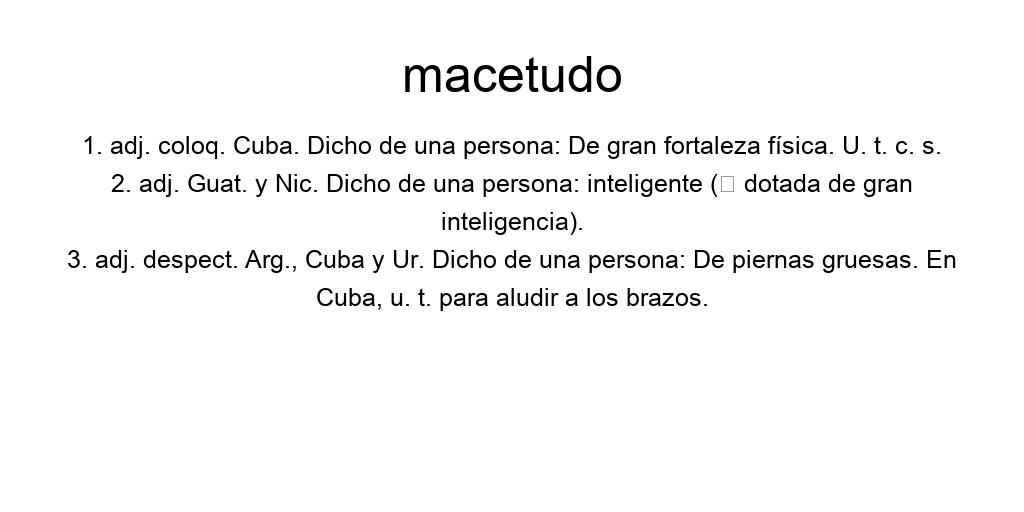 macetudo
1. adj. coloq. Cuba. Dicho de una persona: De gran fortaleza física. U. t. c. s.
2. adj. Guat. y Nic. Dicho de una persona: inteligente (□ dotada de gran
inteligencia).
3. adj. despect. Arg., Cuba y Ur. Dicho de una persona: De piernas gruesas. En
Cuba, u. t. para aludir a los brazos.